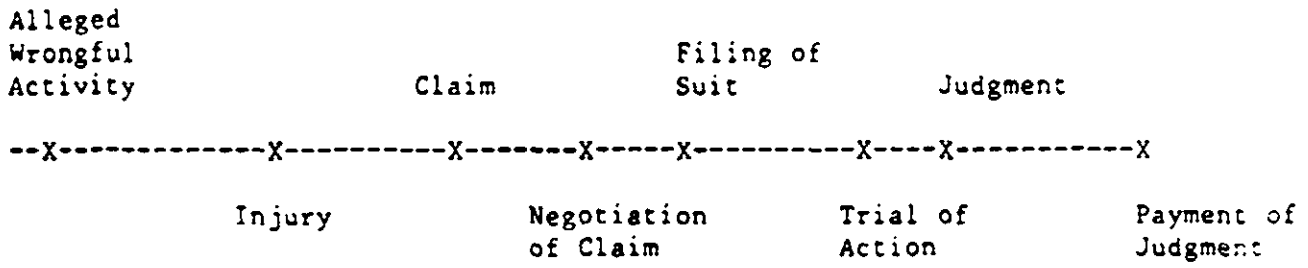 Alleged
Wrongful Filing of
Activity Claim Suit Judgment
--X--------------X----------X-------X------X-----------X----X------------X
Injury Negotiation Trial of Payment of
of Claim Action Judgment